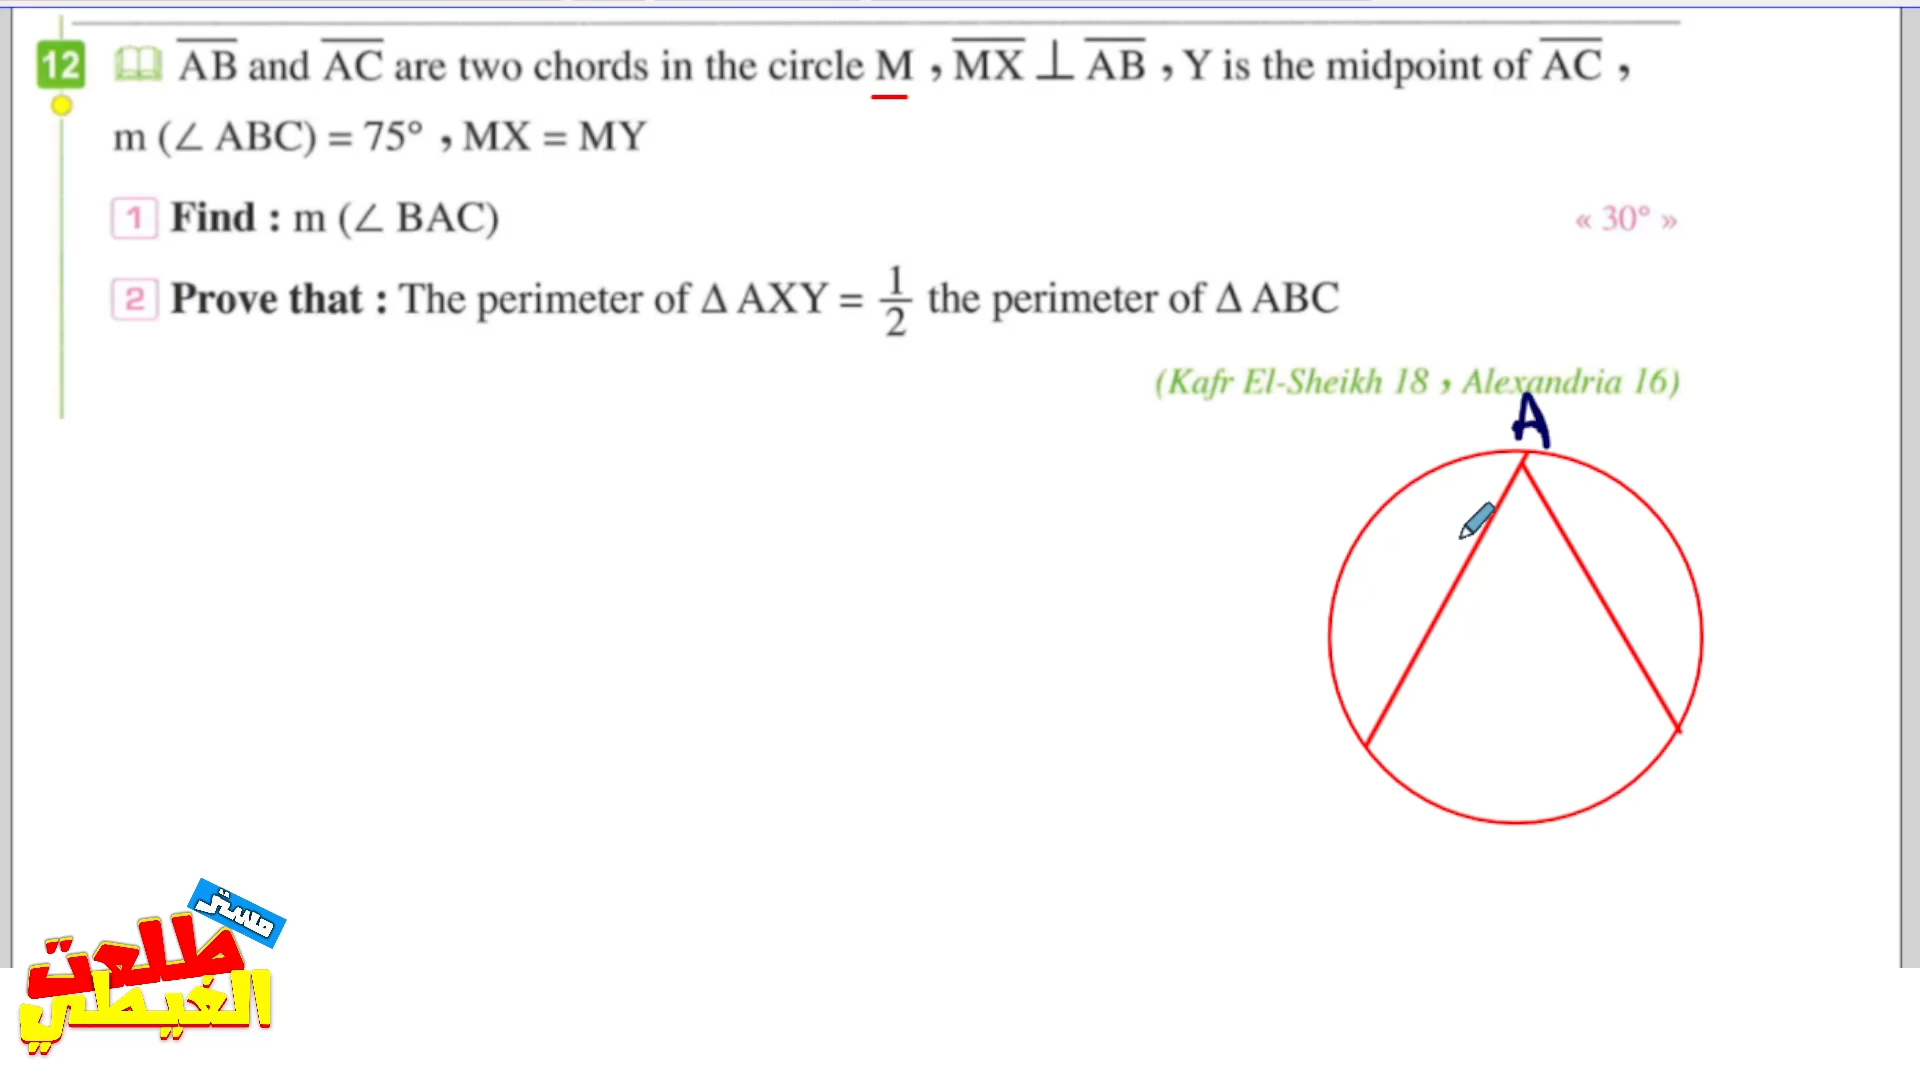 12 AB and AC are two chords in the circle M , MX ⊥ AB , Y is the midpoint of AC ,
m (∠ ABC) = 75° , MX = MY
1 Find : m (∠ BAC) « 30° »
2 Prove that : The perimeter of Δ AXY = 1/2 the perimeter of Δ ABC
(Kafr El-Sheikh 18 , Alexandria 16)
A
مستر
طلعت
الغيطي